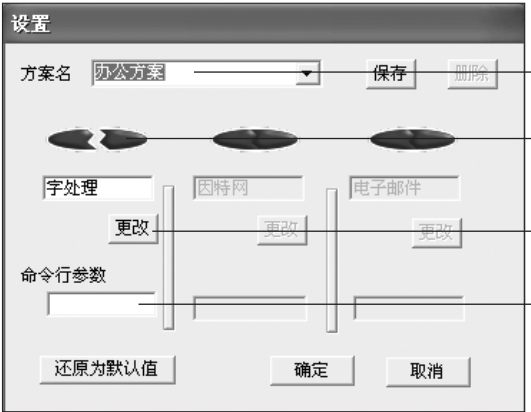 设置
方案名 办公方案 保存 删除
字处理 因特网 电子邮件
更改 更改 更改
命令行参数
还原为默认值 确定 取消